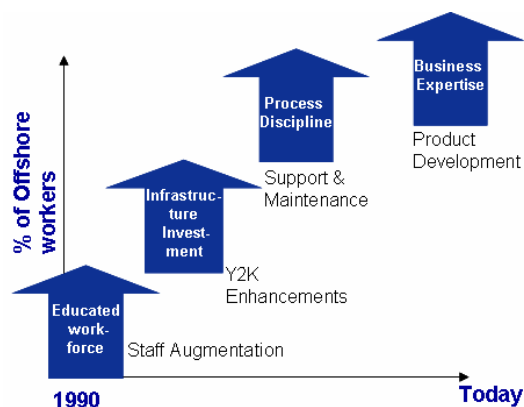 Business
Expertise
Process
Discipline
Product
Development
Support &
Maintenance
Infrastruc-
ture
Invest-
ment
Y2K
Enhancements
Educated
work-
force
Staff Augmentation
% of Offshore
workers
1990
Today